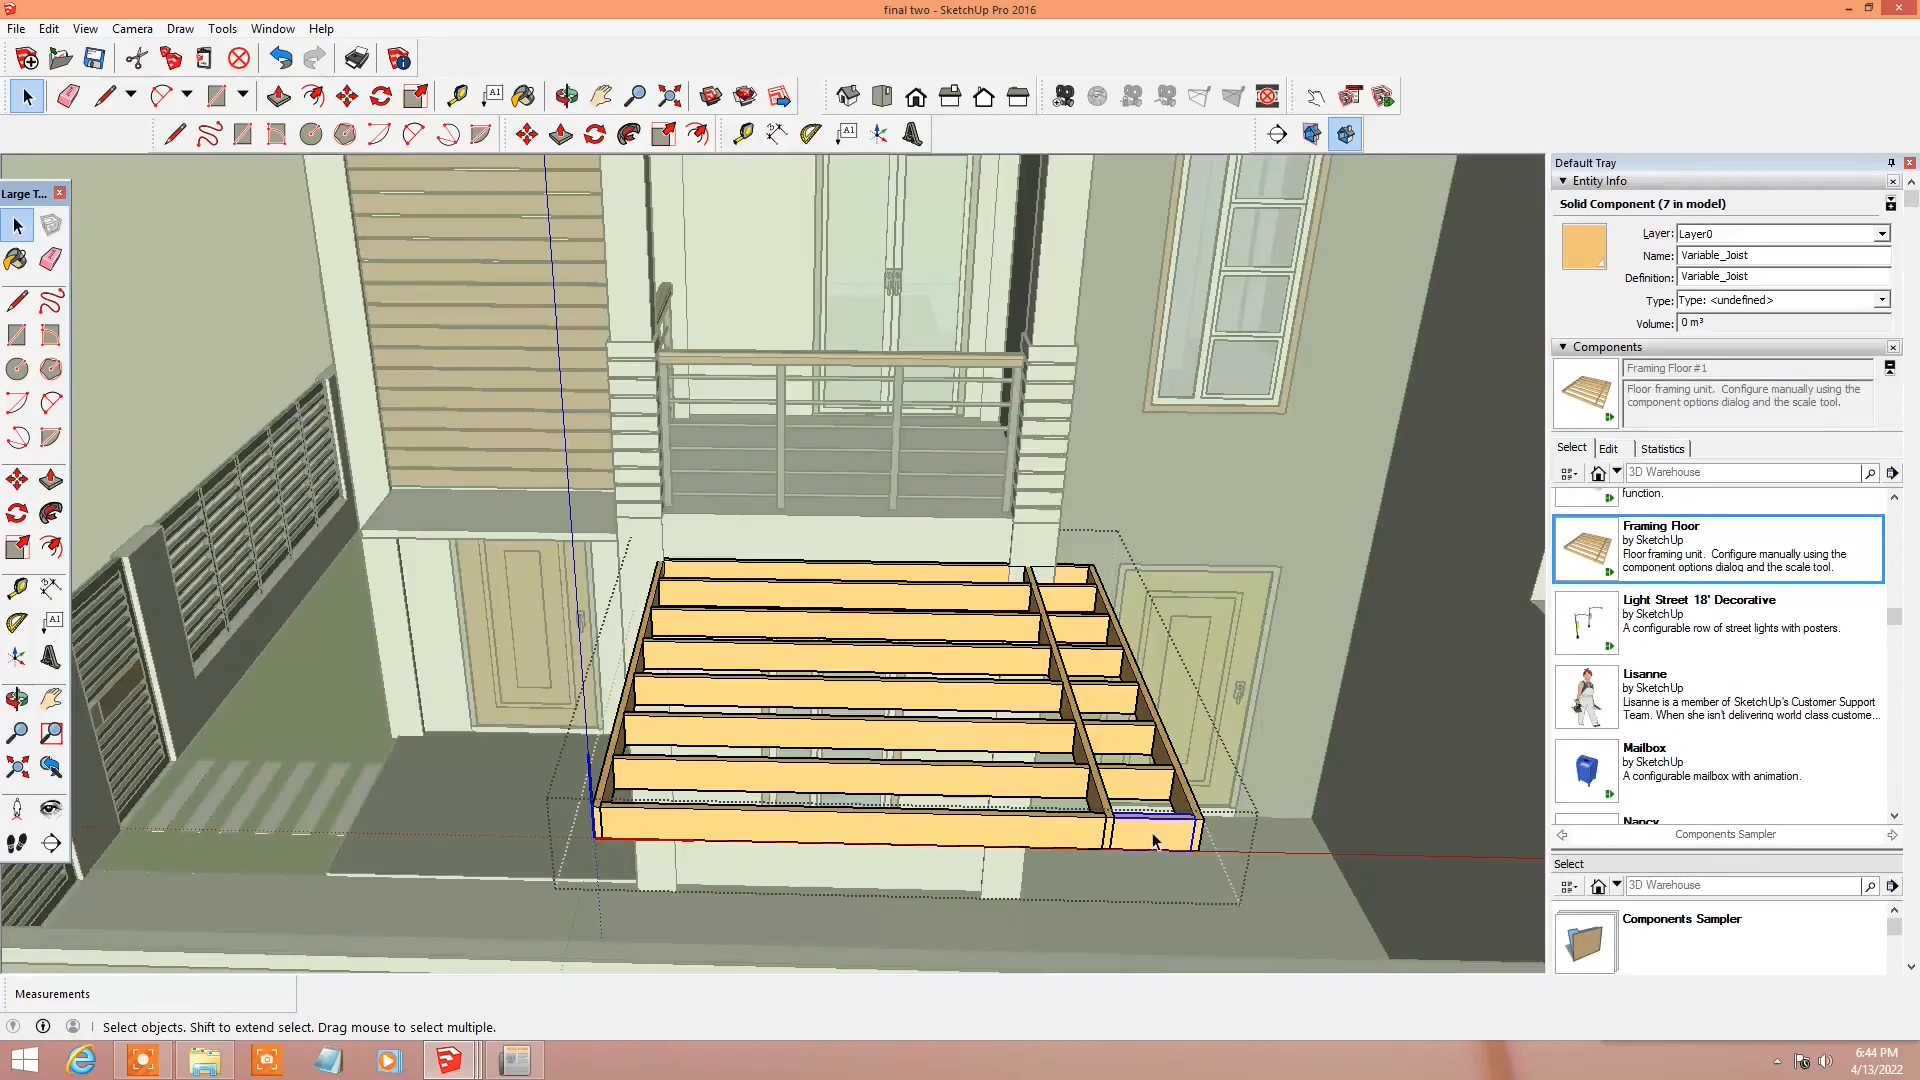 final two - SketchUp Pro 2016
File Edit View Camera Draw Tools Window Help
A1
A1
Large T...
A1
Default Tray
Entity Info
Solid Component (7 in model)
Layer: Layer0
Name: Variable_Joist
Definition: Variable_Joist
Type: Type: <undefined>
Volume: 0 m³
Components
Framing Floor#1
Floor framing unit. Configure manually using the
component options dialog and the scale tool.
Select Edit Statistics
3D Warehouse
function.
Framing Floor
by SketchUp
Floor framing unit. Configure manually using the
component options dialog and the scale tool.
Light Street 18' Decorative
by SketchUp
A configurable row of street lights with posters.
Lisanne
by SketchUp
Lisanne is a member of SketchUp's Customer Support
Team. When she isn't delivering world class custome...
Mailbox
by SketchUp
A configurable mailbox with animation.
Nancy
Components Sampler
Select
3D Warehouse
Components Sampler
Measurements
Select objects. Shift to extend select. Drag mouse to select multiple.
6:44 PM
4/13/2022